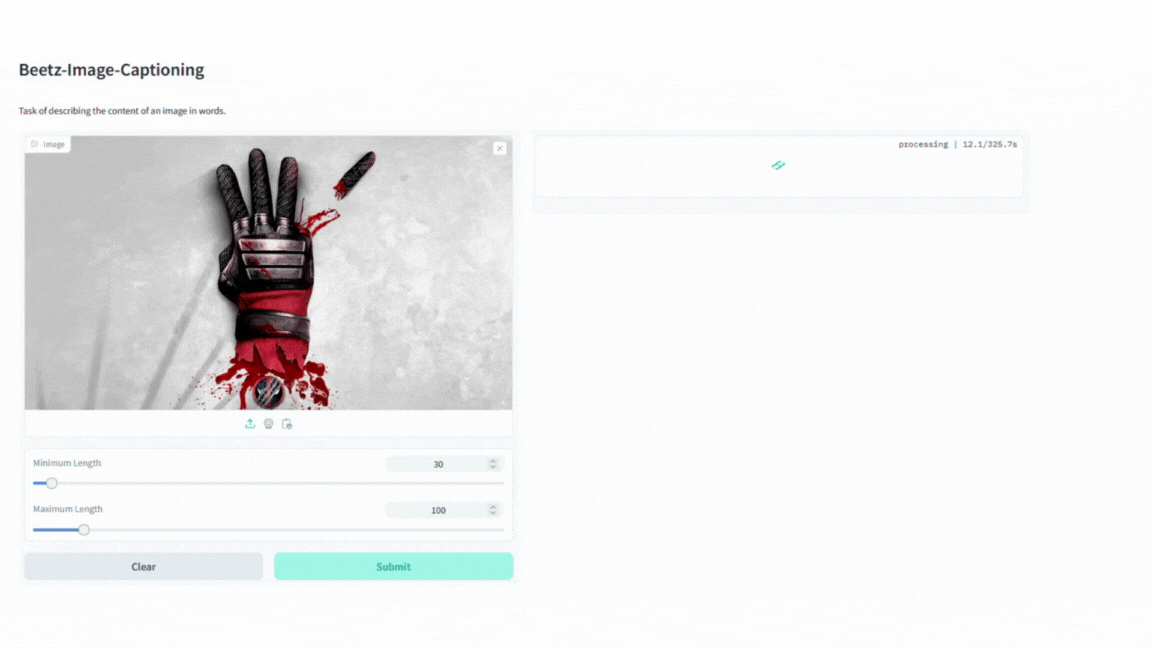 Beetz-Image-Captioning
Task of describing the content of an image in words.
Image
processing | 12.1/325.7s
Minimum Length
30
Maximum Length
100
Clear
Submit